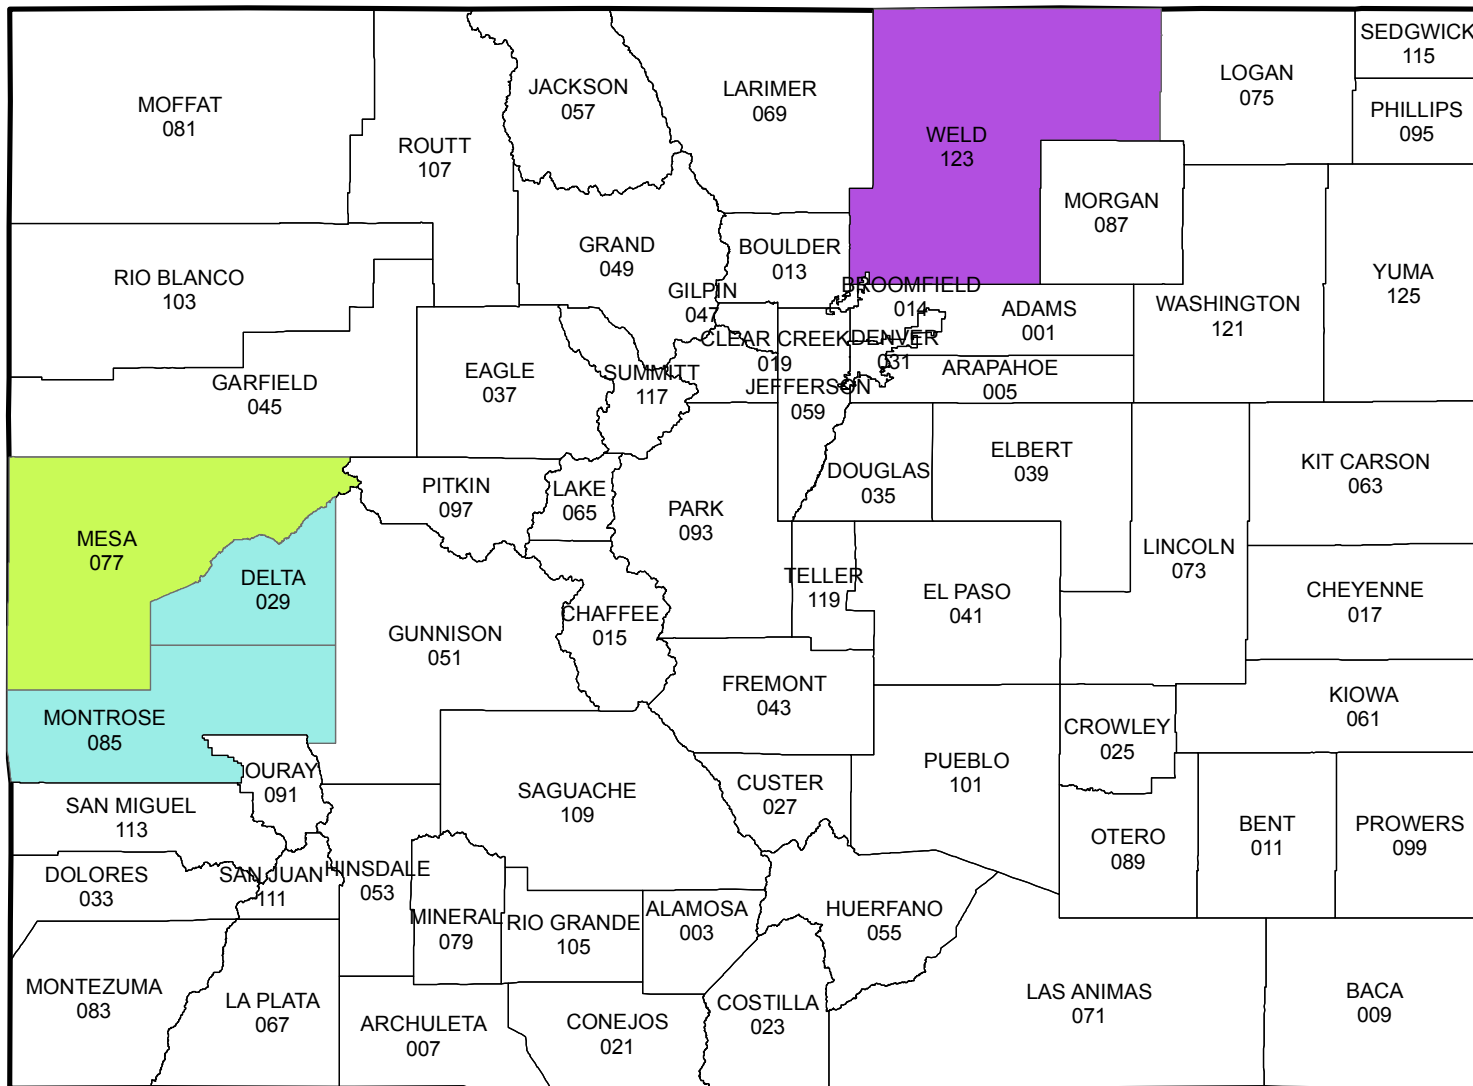 MOFFAT
081
ROUTT
107
JACKSON
057
LARIMER
069
WELD
123
LOGAN
075
SEDGWICK
115
PHILLIPS
095
MORGAN
087
RIO BLANCO
103
GRAND
049
BOULDER
013
GILPIN
047
BROOMFIELD
014
ADAMS
001
WASHINGTON
121
YUMA
125
GARFIELD
045
EAGLE
037
SUMMITT
117
CLEAR CREEK
019
DENVER
031
JEFFERSON
059
ARAPAHOE
005
MESA
077
DELTA
029
PITKIN
097
LAKE
065
PARK
093
DOUGLAS
035
ELBERT
039
KIT CARSON
063
LINCOLN
073
CHEYENNE
017
TELLER
119
EL PASO
041
GUNNISON
051
CHAFFEE
015
FREMONT
043
MONTROSE
085
OURAY
091
KIOWA
061
CROWLEY
025
PUEBLO
101
SAGUACHE
109
CUSTER
027
SAN MIGUEL
113
OTERO
089
BENT
011
PROWERS
099
DOLORES
033
SAN JUAN
111
HINSDALE
053
MINERAL
079
RIO GRANDE
105
ALAMOSA
003
HUERFANO
055
MONTEZUMA
083
LA PLATA
067
ARCHULETA
007
CONEJOS
021
COSTILLA
023
LAS ANIMAS
071
BACA
009